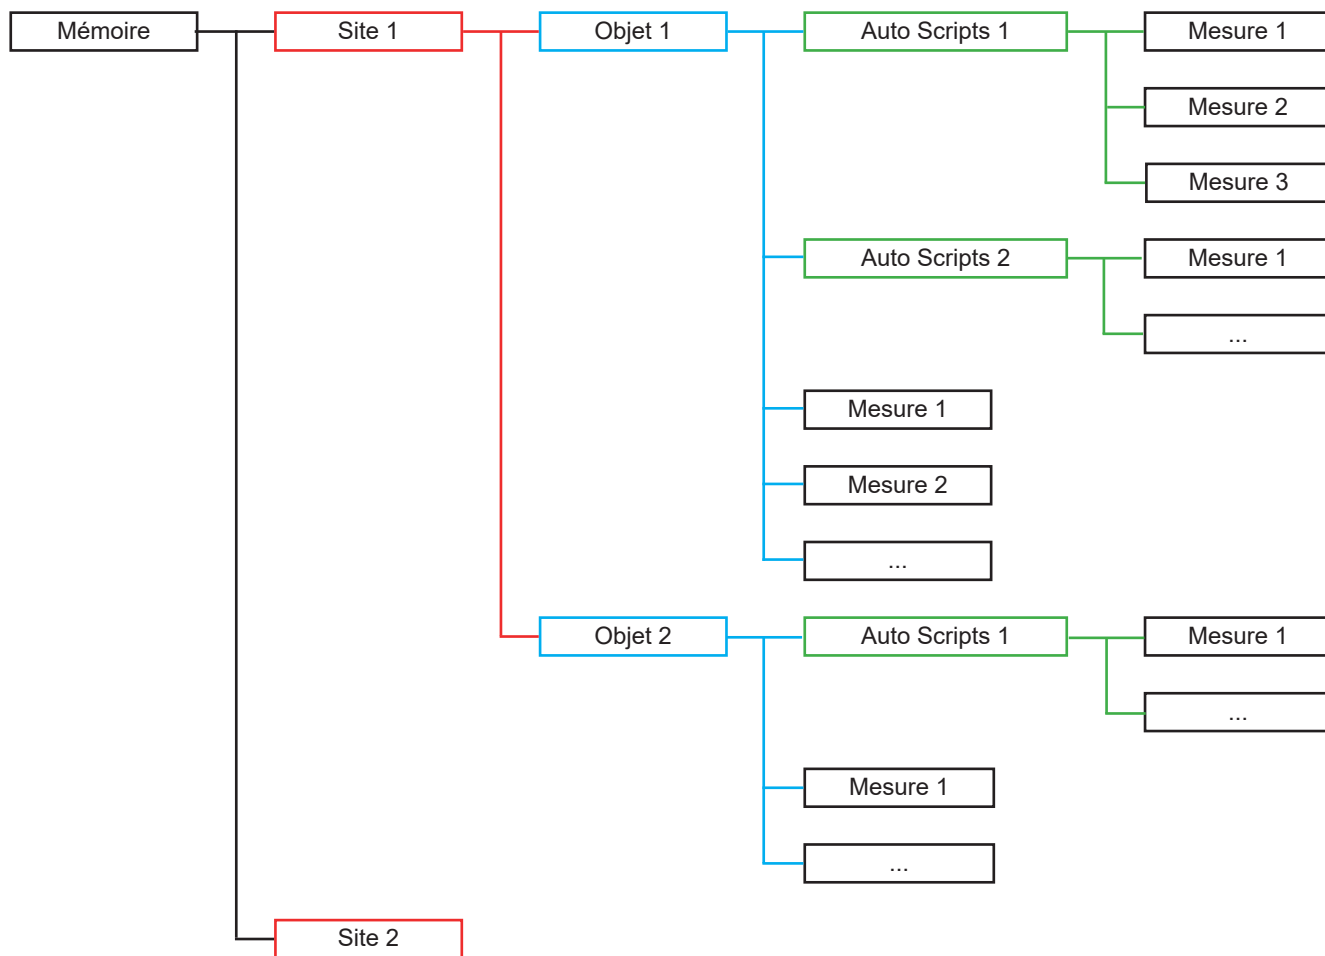 Mémoire
Site 1
Objet 1
Auto Scripts 1
Mesure 1
Mesure 2
Mesure 3
Auto Scripts 2
Mesure 1
...
Mesure 1
Mesure 2
...
Objet 2
Auto Scripts 1
Mesure 1
...
Mesure 1
...
Site 2